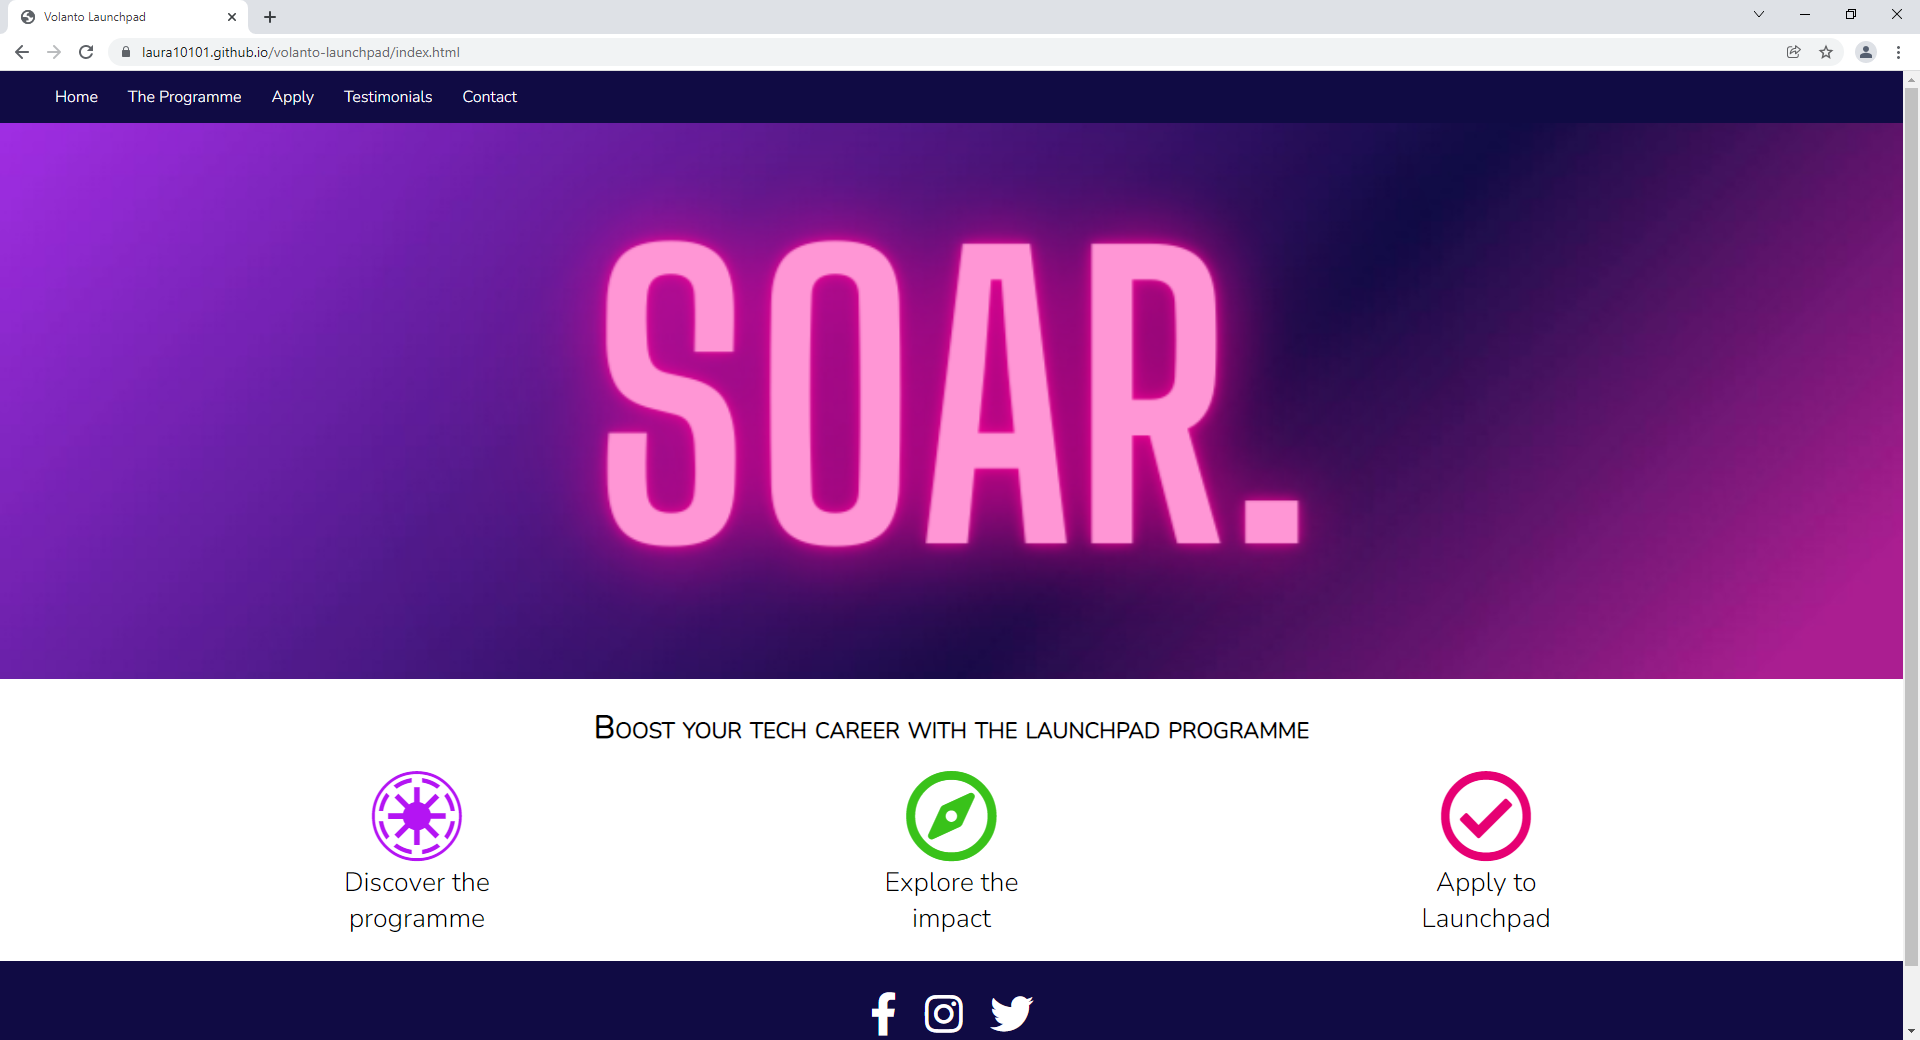 Volanto Launchpad
laura10101.github.io/volanto-launchpad/index.html
Home The Programme Apply Testimonials Contact
SOAR.
Boost your tech career with the launchpad programme
Discover the
programme
Explore the
impact
Apply to
Launchpad